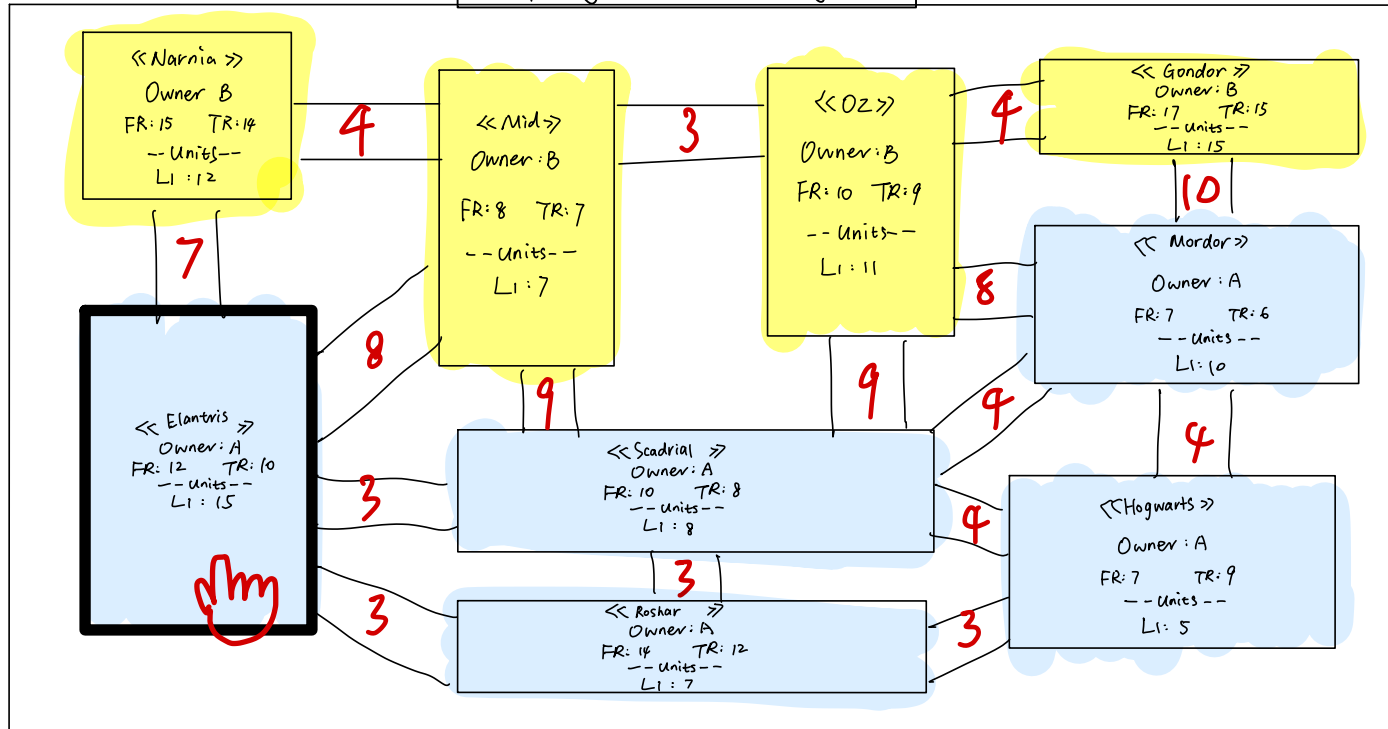 <<Narnia>>
Owner B
FR:15 TR:14
--Units--
L1:12
4
<<Mid>>
Owner:B
FR:8 TR:7
--Units--
L1:7
3
<<Oz>>
Owner:B
FR:10 TR:9
--Units--
L1:11
4
<<Gondor>>
Owner:B
FR:17 TR:15
--Units--
L1:15
10
7
8
9
9
8
<<Mordor>>
Owner:A
FR:7 TR:6
--Units--
L1:10
4
4
<<Elantris>>
Owner:A
FR:12 TR:10
--Units--
L1:15
3
<<Scadrial>>
Owner:A
FR:10 TR:8
--Units--
L1:8
4
<<Hogwarts>>
Owner:A
FR:7 TR:9
--Units--
L1:5
3
3
<<Roshar>>
Owner:A
FR:14 TR:12
--Units--
L1:7
3